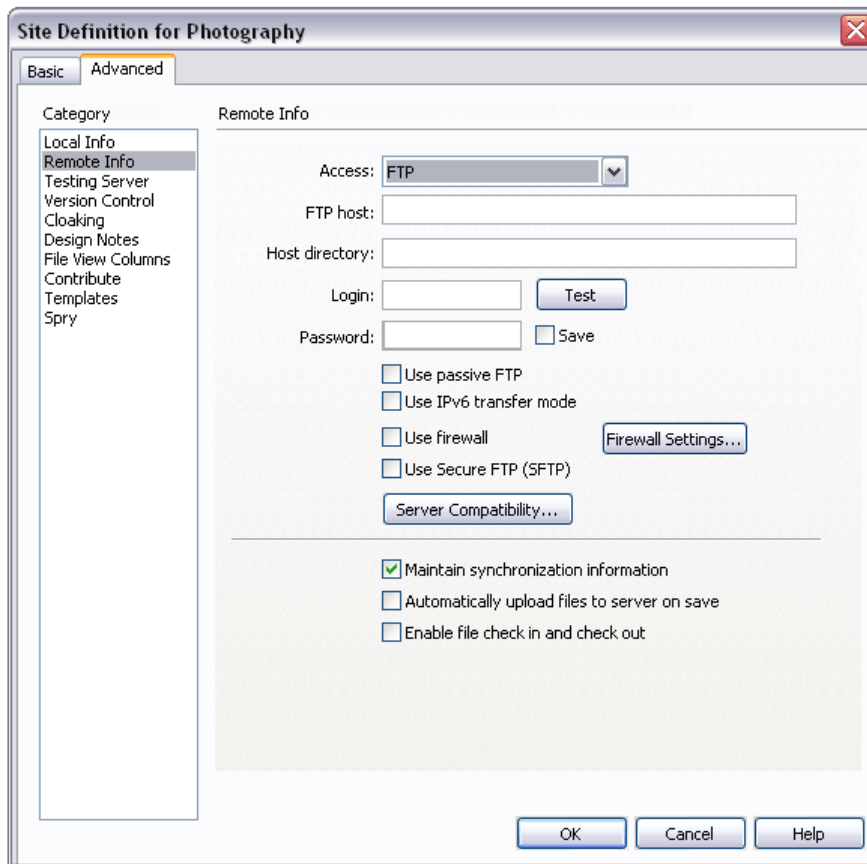 Site Definition for Photography
Basic
Advanced
Category
Local Info
Remote Info
Testing Server
Version Control
Cloaking
Design Notes
File View Columns
Contribute
Templates
Spry
Remote Info
Access: FTP
FTP host:
Host directory:
Login:
Test
Password:
Save
Use passive FTP
Use IPv6 transfer mode
Use firewall
Firewall Settings...
Use Secure FTP (SFTP)
Server Compatibility...
Maintain synchronization information
Automatically upload files to server on save
Enable file check in and check out
OK
Cancel
Help